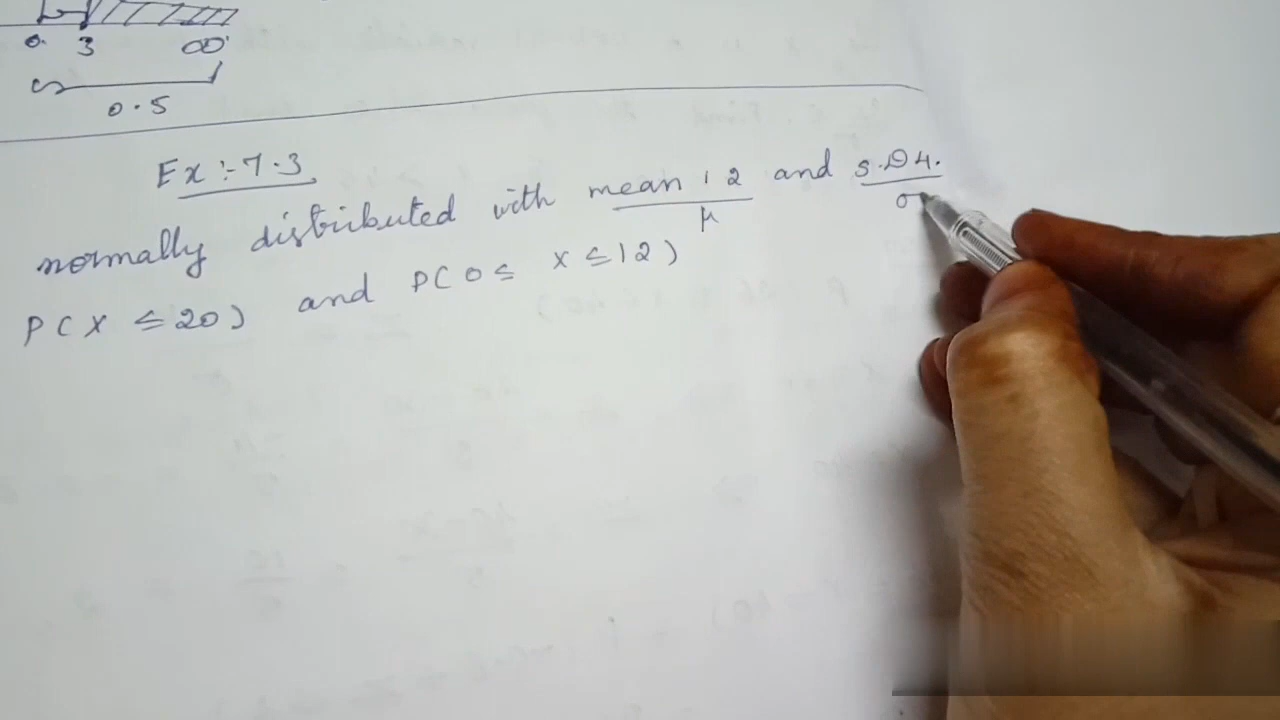 0. 3 ∞
0.5
Ex :- 7.3
normally distributed with mean 12 and S.D 4.
μ σ
P(X ≤ 20) and P(0 ≤ X ≤ 12)